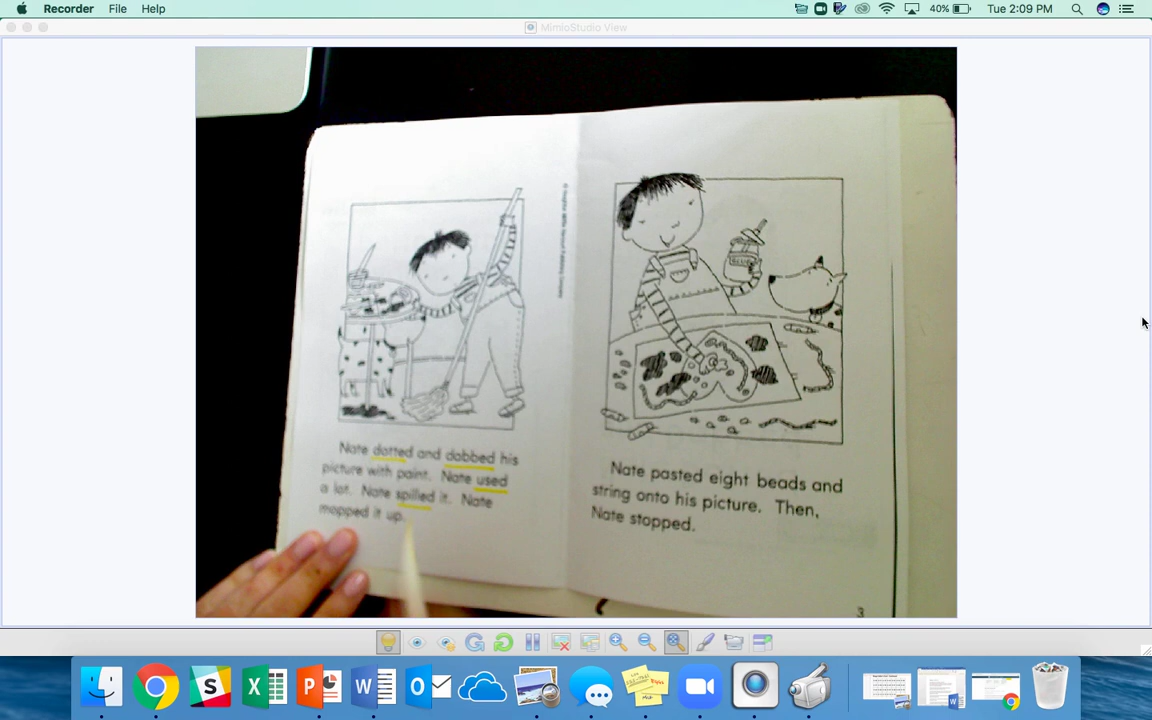 Recorder File Help
40% Tue 2:09 PM
MimioStudio View
Nate dotted and dabbed his
picture with paint. Nate used
a lot. Nate spilled it. Nate
mopped it up.
Nate pasted eight beads and
string onto his picture. Then,
Nate stopped.
3